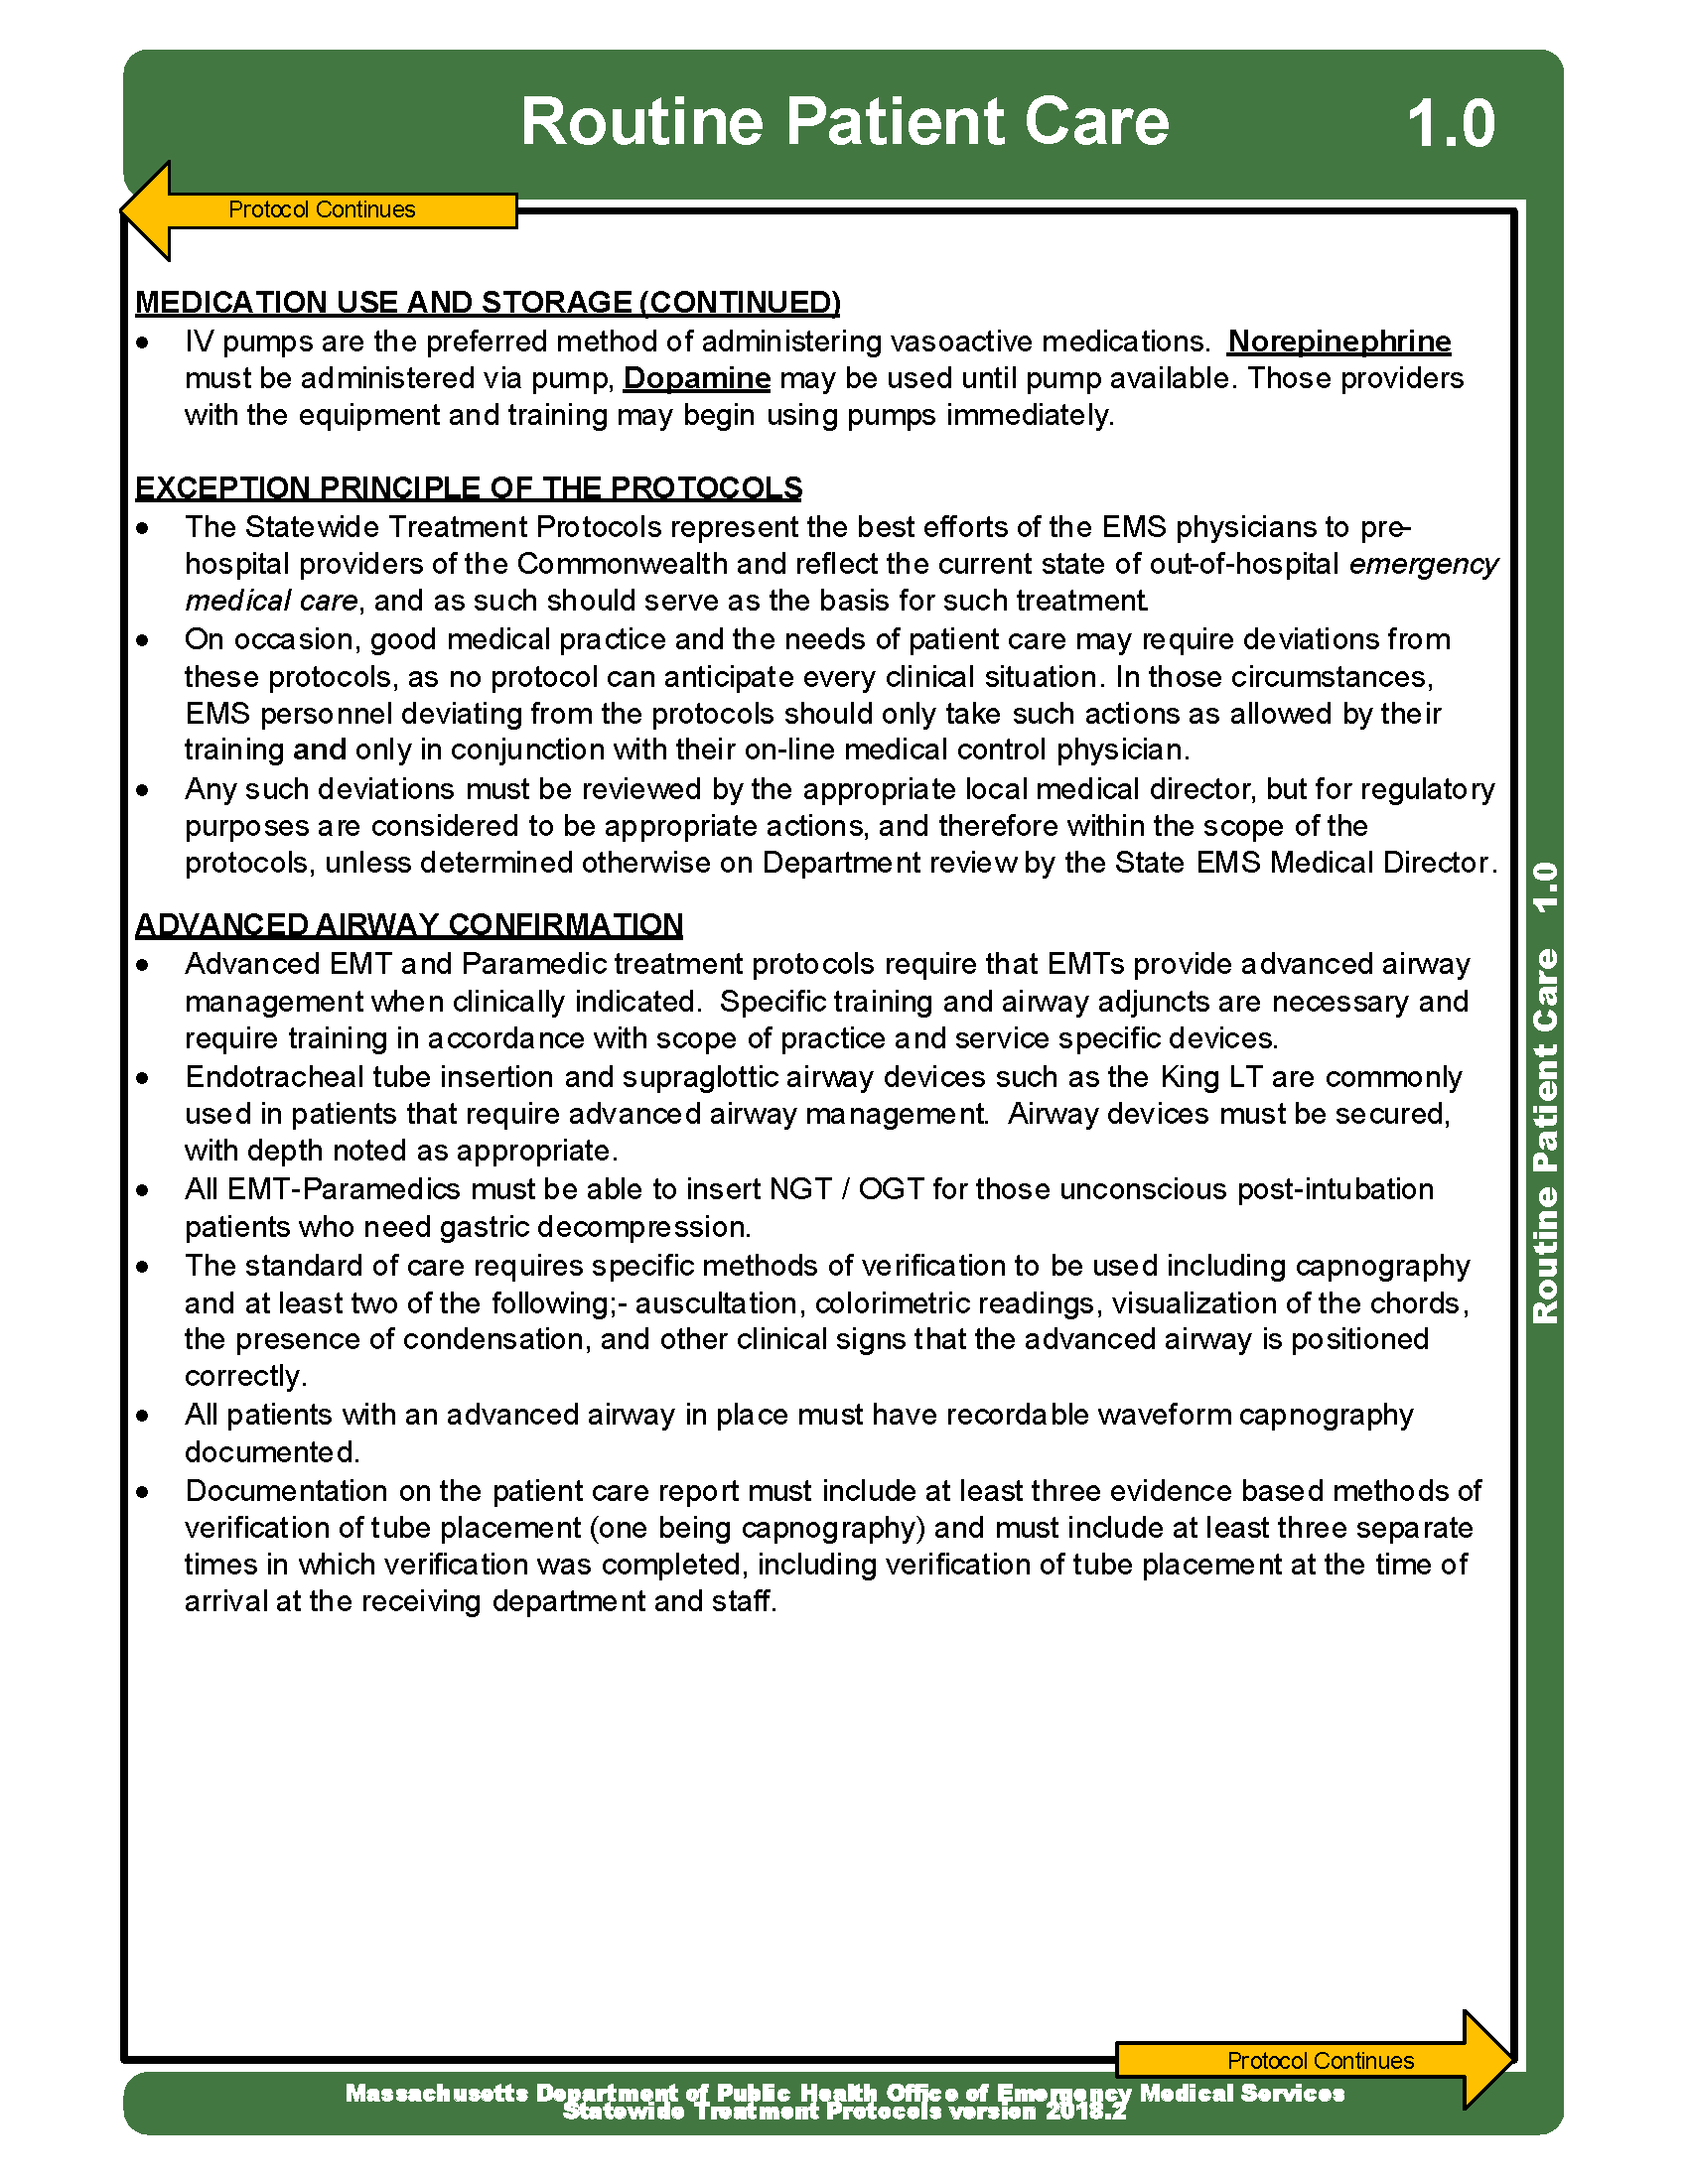 Routine Patient Care 1.0
Protocol Continues
MEDICATION USE AND STORAGE (CONTINUED)
• IV pumps are the preferred method of administering vasoactive medications. Norepinephrine
must be administered via pump, Dopamine may be used until pump available. Those providers
with the equipment and training may begin using pumps immediately.
EXCEPTION PRINCIPLE OF THE PROTOCOLS
• The Statewide Treatment Protocols represent the best efforts of the EMS physicians to pre-
hospital providers of the Commonwealth and reflect the current state of out-of-hospital emergency
medical care, and as such should serve as the basis for such treatment.
• On occasion, good medical practice and the needs of patient care may require deviations from
these protocols, as no protocol can anticipate every clinical situation. In those circumstances,
EMS personnel deviating from the protocols should only take such actions as allowed by their
training and only in conjunction with their on-line medical control physician.
• Any such deviations must be reviewed by the appropriate local medical director, but for regulatory
purposes are considered to be appropriate actions, and therefore within the scope of the
protocols, unless determined otherwise on Department review by the State EMS Medical Director.
ADVANCED AIRWAY CONFIRMATION
• Advanced EMT and Paramedic treatment protocols require that EMTs provide advanced airway
management when clinically indicated. Specific training and airway adjuncts are necessary and
require training in accordance with scope of practice and service specific devices.
• Endotracheal tube insertion and supraglottic airway devices such as the King LT are commonly
used in patients that require advanced airway management. Airway devices must be secured,
with depth noted as appropriate.
• All EMT-Paramedics must be able to insert NGT / OGT for those unconscious post-intubation
patients who need gastric decompression.
• The standard of care requires specific methods of verification to be used including capnography
and at least two of the following;- auscultation, colorimetric readings, visualization of the chords,
the presence of condensation, and other clinical signs that the advanced airway is positioned
correctly.
• All patients with an advanced airway in place must have recordable waveform capnography
documented.
• Documentation on the patient care report must include at least three evidence based methods of
verification of tube placement (one being capnography) and must include at least three separate
times in which verification was completed, including verification of tube placement at the time of
arrival at the receiving department and staff.
Routine Patient Care 1.0
Protocol Continues
Massachusetts Department of Public Health Office of Emergency Medical Services
Statewide Treatment Protocols version 2018.2